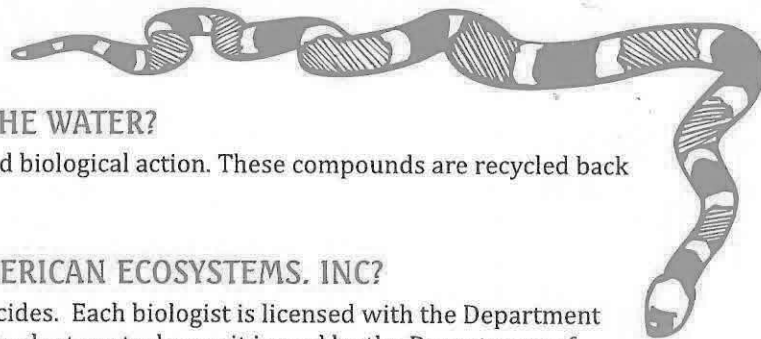 HE WATER?
d biological action. These compounds are recycled back
ERICAN ECOSYSTEMS. INC?
cides. Each biologist is licensed with the Department